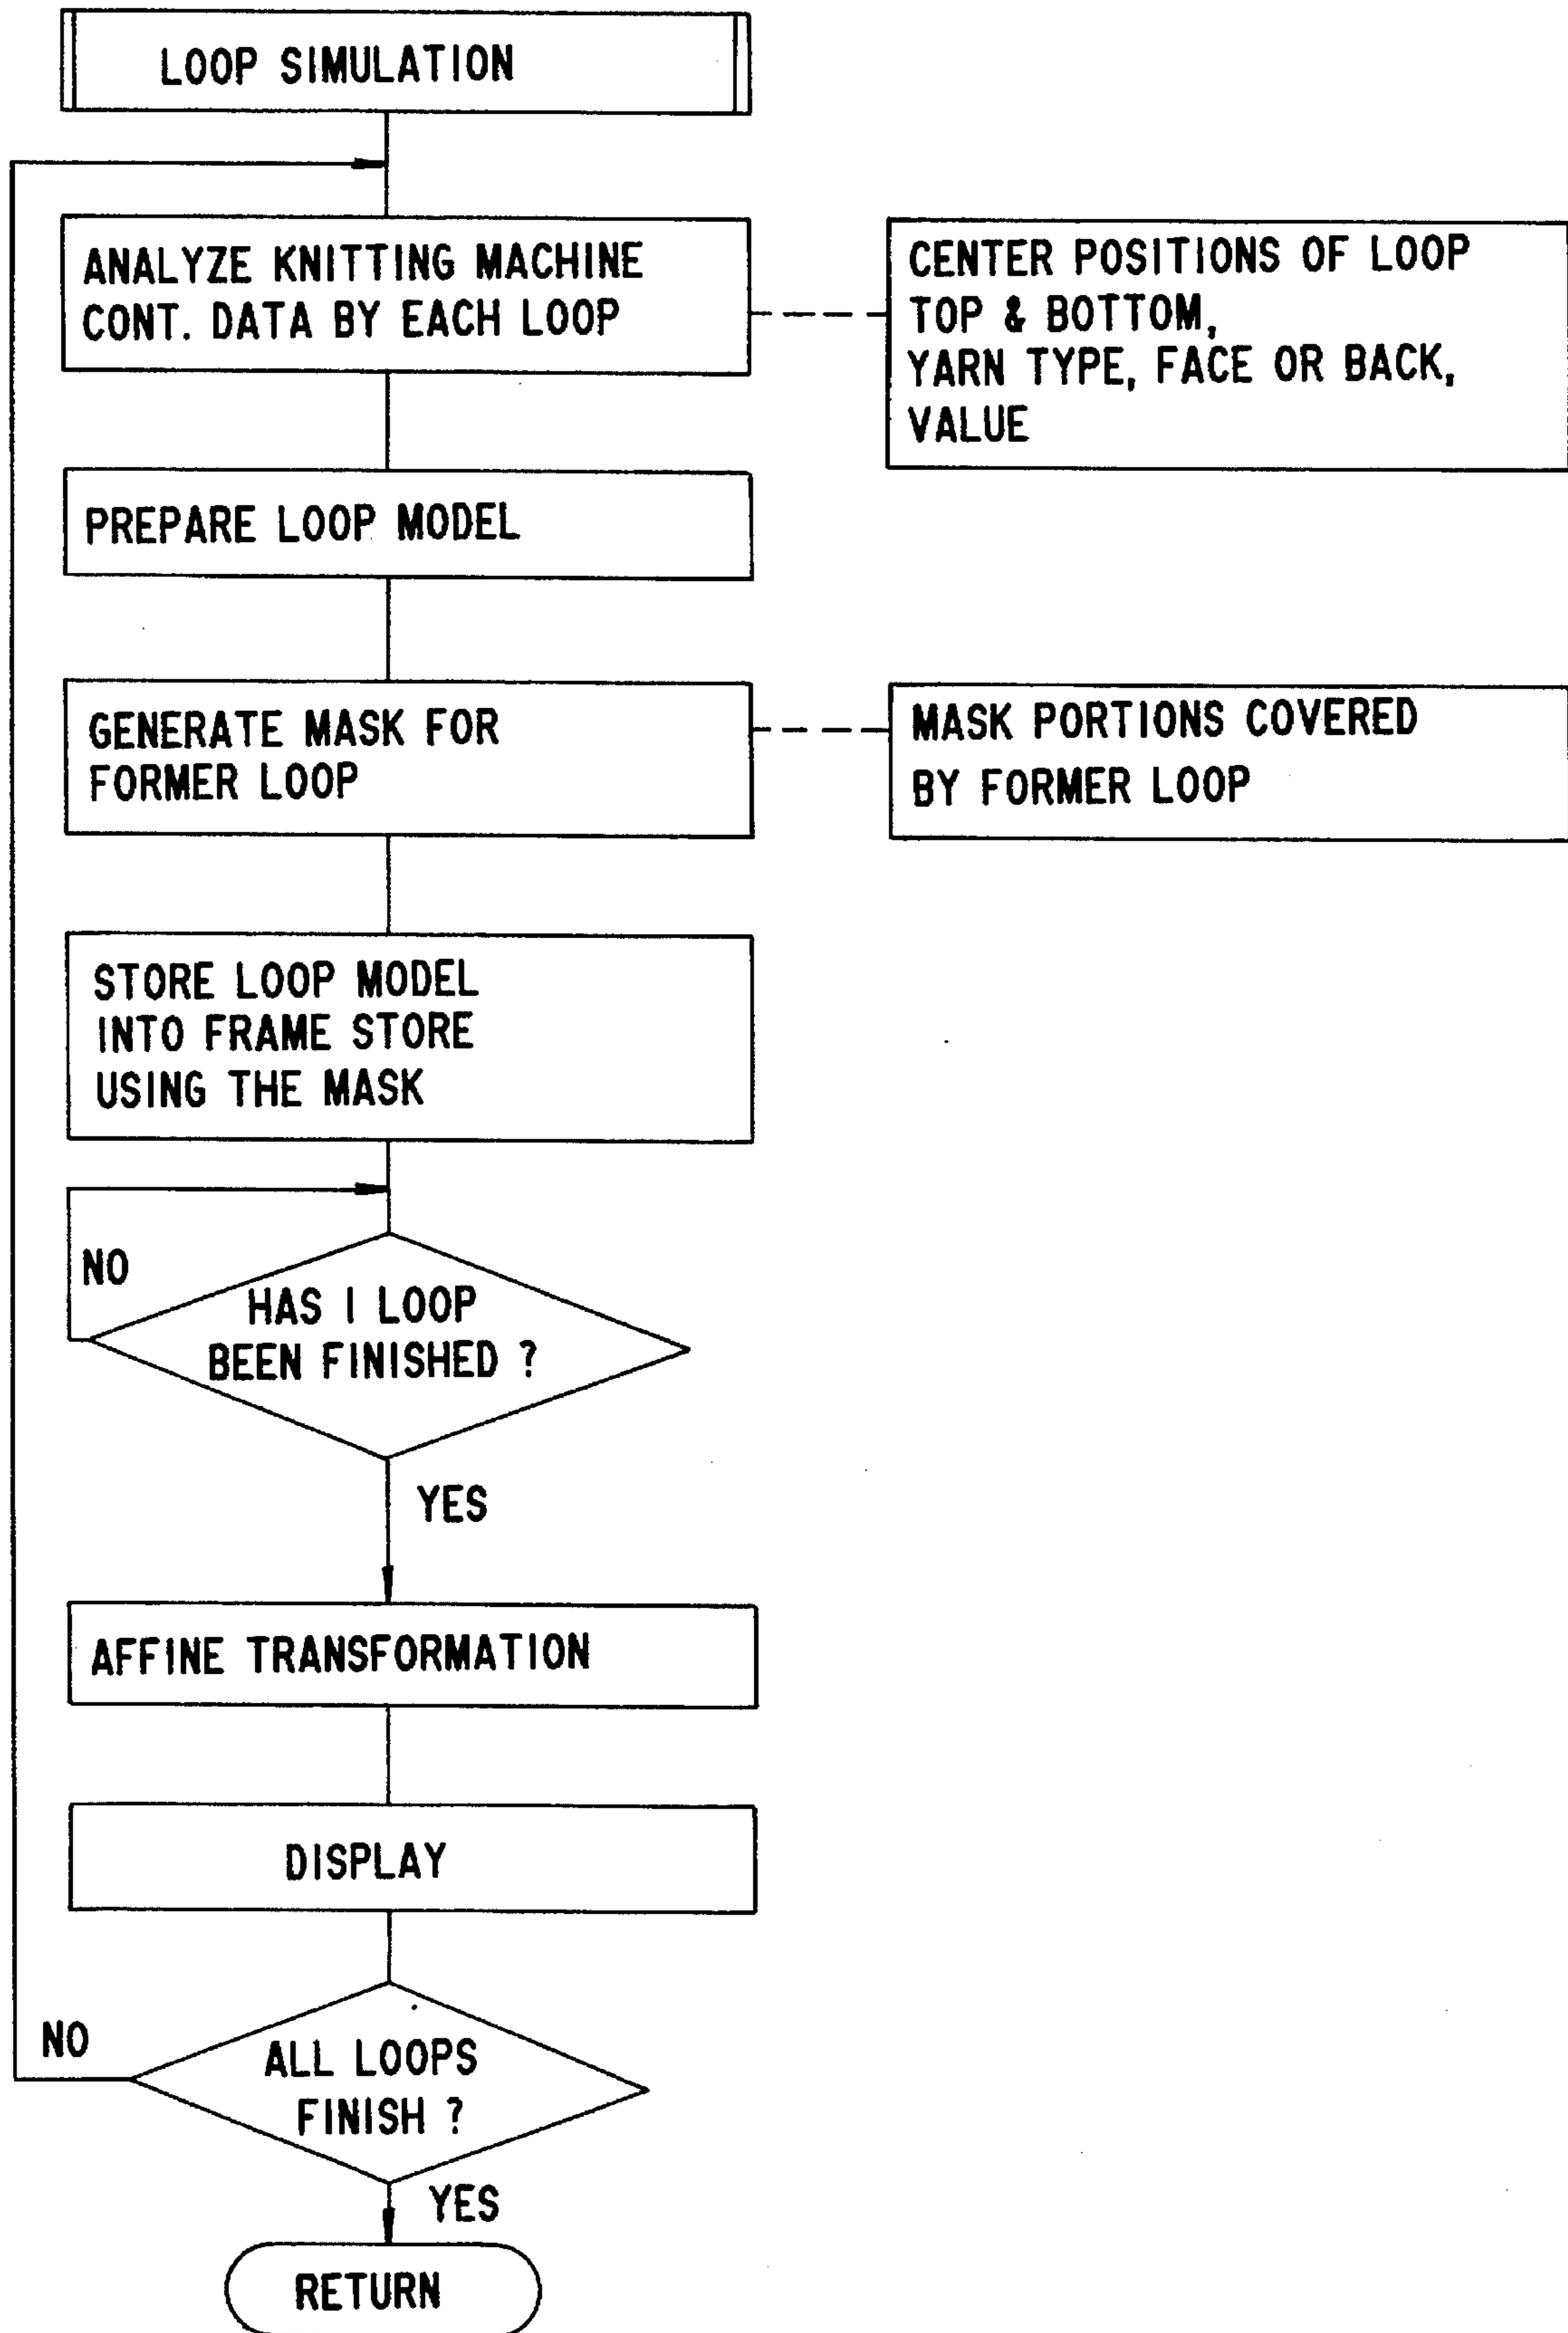 LOOP SIMULATION
ANALYZE KNITTING MACHINE
CONT. DATA BY EACH LOOP
CENTER POSITIONS OF LOOP
TOP & BOTTOM,
YARN TYPE, FACE OR BACK,
VALUE
PREPARE LOOP MODEL
GENERATE MASK FOR
FORMER LOOP
MASK PORTIONS COVERED
BY FORMER LOOP
STORE LOOP MODEL
INTO FRAME STORE
USING THE MASK
NO
HAS I LOOP
BEEN FINISHED ?
YES
AFFINE TRANSFORMATION
DISPLAY
NO
ALL LOOPS
FINISH ?
YES
RETURN